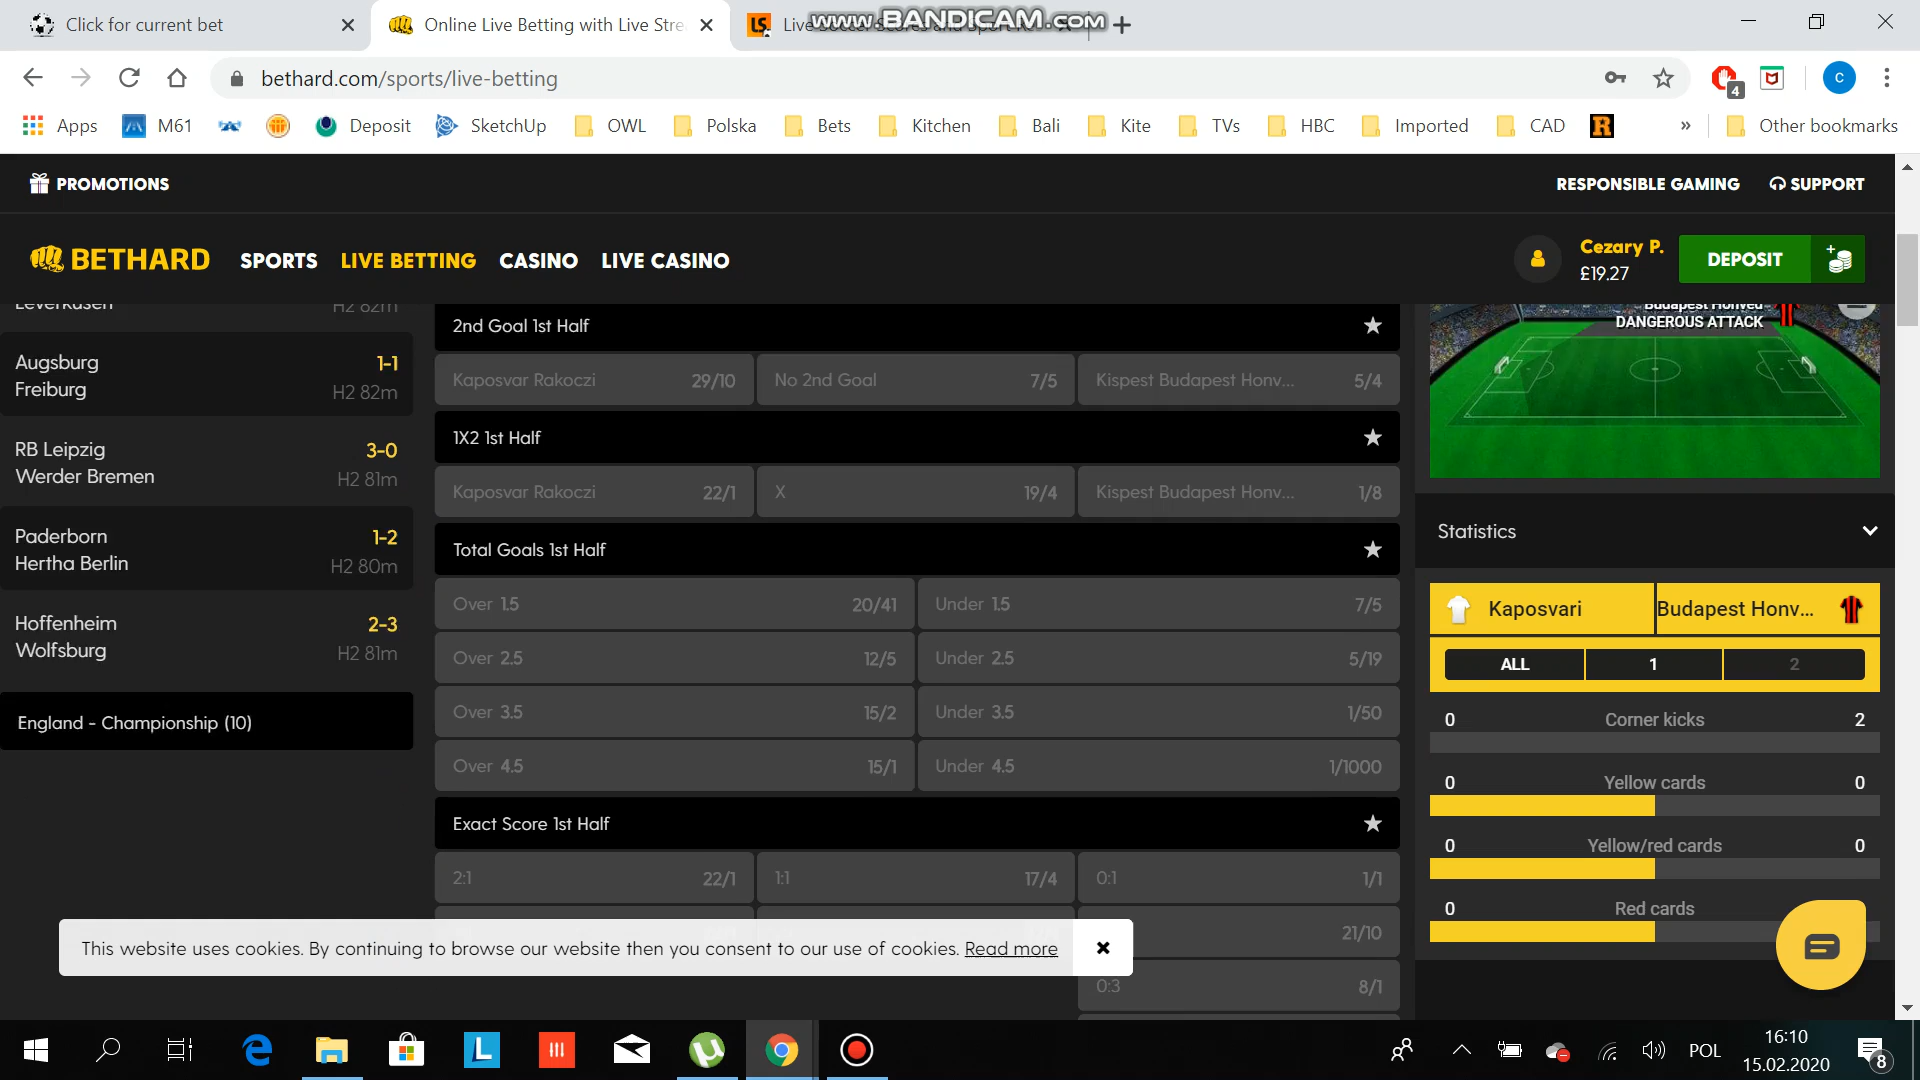 Click for current bet
Online Live Betting with Live Stre
LS
www.BANDICAM.com
bethard.com/sports/live-betting
4
C
Apps
M61
Deposit
SketchUp
OWL
Polska
Bets
Kitchen
Bali
Kite
TVs
HBC
Imported
CAD
R
»
Other bookmarks
PROMOTIONS
RESPONSIBLE GAMING
SUPPORT
BETHARD
SPORTS
LIVE BETTING
CASINO
LIVE CASINO
Cezary P.
£19.27
DEPOSIT
Leverkusen
H2 82m
Augsburg
1-1
Freiburg
H2 82m
RB Leipzig
3-0
Werder Bremen
H2 81m
Paderborn
1-2
Hertha Berlin
H2 80m
Hoffenheim
2-3
Wolfsburg
H2 81m
England - Championship (10)
2nd Goal 1st Half
Kaposvar Rakoczi 29/10
No 2nd Goal 7/5
Kispest Budapest Honv... 5/4
1X2 1st Half
Kaposvar Rakoczi 22/1
X 19/4
Kispest Budapest Honv... 1/8
Total Goals 1st Half
Over 1.5 20/41
Under 1.5 7/5
Over 2.5 12/5
Under 2.5 5/19
Over 3.5 15/2
Under 3.5 1/50
Over 4.5 15/1
Under 4.5 1/1000
Exact Score 1st Half
2:1 22/1
1:1 17/4
0:1 1/1
21/10
0:3 8/1
Budapest Honved
DANGEROUS ATTACK
Statistics
Kaposvari
Budapest Honv...
ALL
1
2
0 Corner kicks 2
0 Yellow cards 0
0 Yellow/red cards 0
0 Red cards
This website uses cookies. By continuing to browse our website then you consent to our use of cookies. Read more
L
POL
16:10
15.02.2020
8